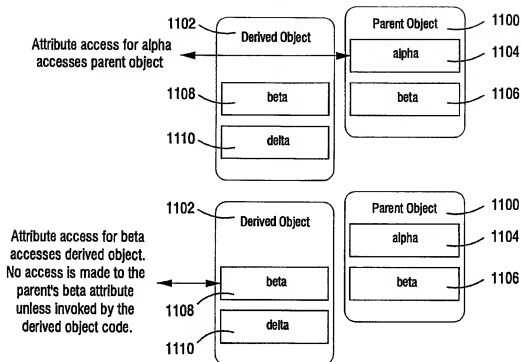 1102
Derived Object
Parent Object
1100
Attribute access for alpha
accesses parent object
alpha
1104
1108
beta
beta
1106
1110
delta
1102
Derived Object
Parent Object
1100
alpha
1104
Attribute access for beta
accesses derived object.
No access is made to the
parent's beta attribute
unless invoked by the
derived object code.
beta
beta
1106
1108
delta
1110